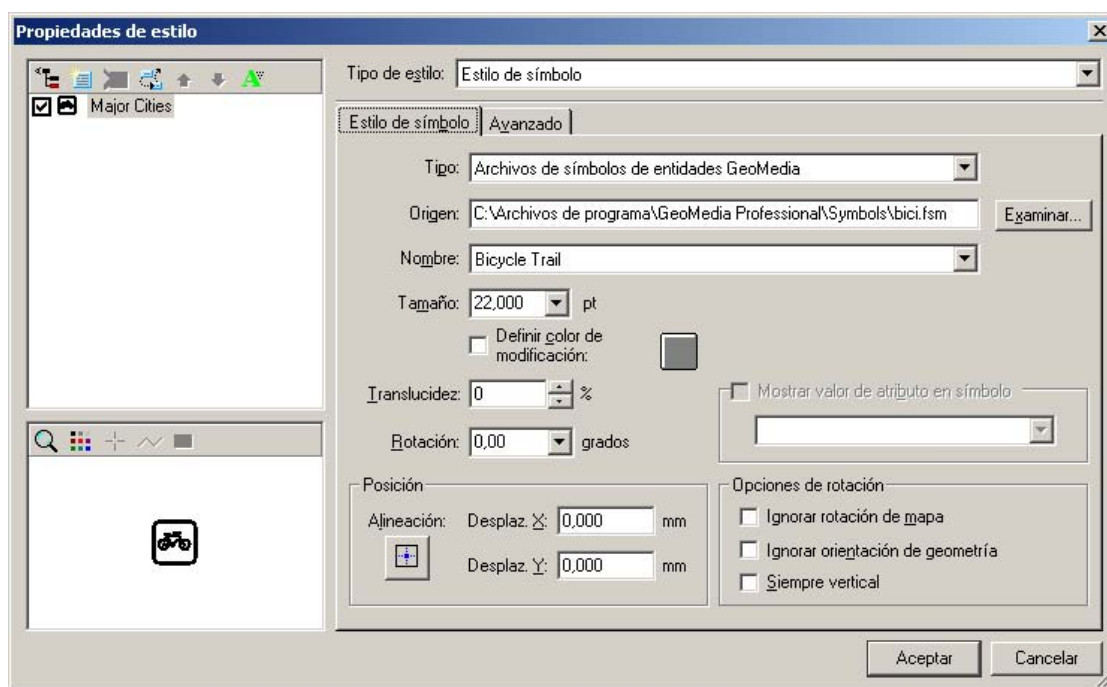 Propiedades de estilo
Major Cities
Tipo de estilo: Estilo de símbolo
Estilo de símbolo Avanzado
Tipo: Archivos de símbolos de entidades GeoMedia
Origen: C:\Archivos de programa\GeoMedia Professional\Symbols\bici.fsm Examinar...
Nombre: Bicycle Trail
Tamaño: 22,000 pt
Definir color de
modificación:
Translucidez: 0 %
Mostrar valor de atributo en símbolo
Rotación: 0,00 grados
Posición
Alineación: Desplaz. X: 0,000 mm
Desplaz. Y: 0,000 mm
Opciones de rotación
Ignorar rotación de mapa
Ignorar orientación de geometría
Siempre vertical
Aceptar Cancelar